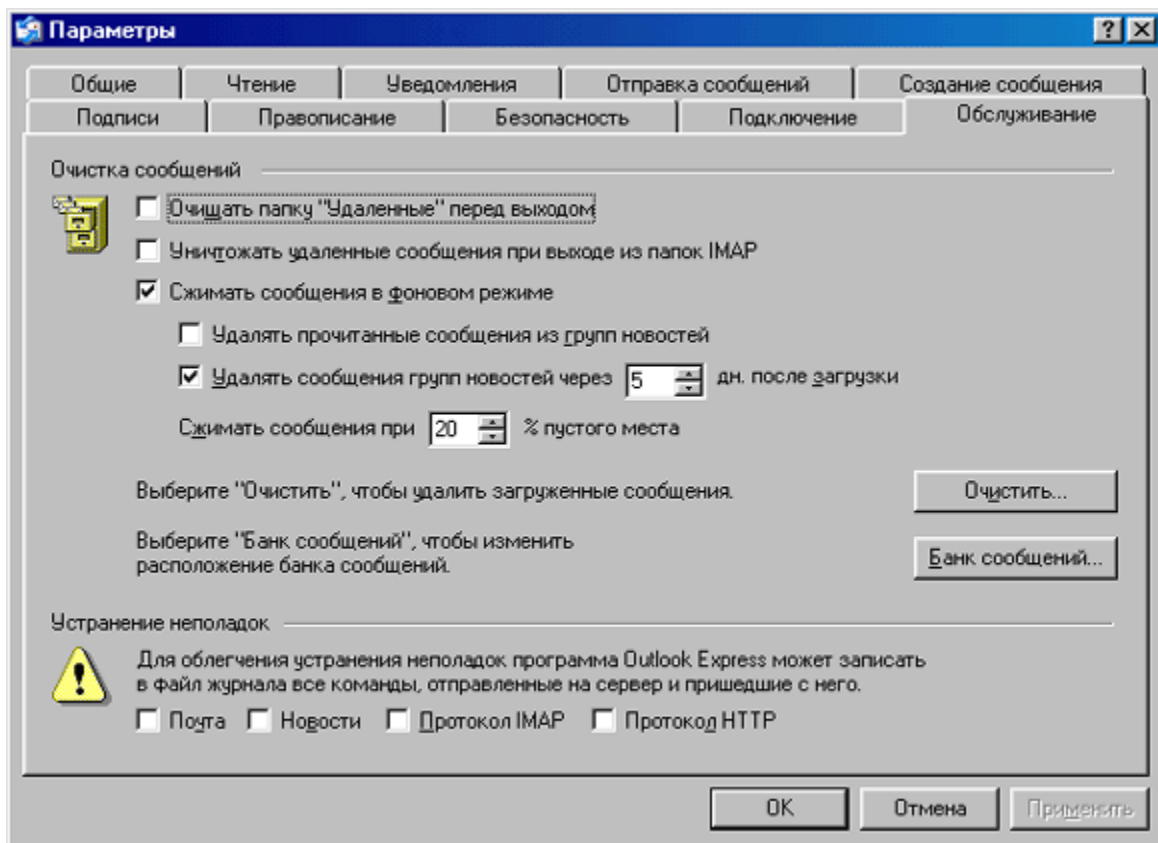 Параметры
Общие Чтение Уведомления Отправка сообщений Создание сообщения
Подписи Правописание Безопасность Подключение Обслуживание
Очистка сообщений
Очищать папку "Удаленные" перед выходом
Уничтожать удаленные сообщения при выходе из папок IMAP
Сжимать сообщения в фоновом режиме
Удалять прочитанные сообщения из групп новостей
Удалять сообщения групп новостей через 5 дн. после загрузки
Сжимать сообщения при 20 % пустого места
Выберите "Очистить", чтобы удалить загруженные сообщения. Очистить...
Выберите "Банк сообщений", чтобы изменить
расположение банка сообщений. Банк сообщений...
Устранение неполадок
Для облегчения устранения неполадок программа Outlook Express может записать
в файл журнала все команды, отправленные на сервер и пришедшие с него.
Почта Новости Протокол IMAP Протокол HTTP
OK Отмена Применить